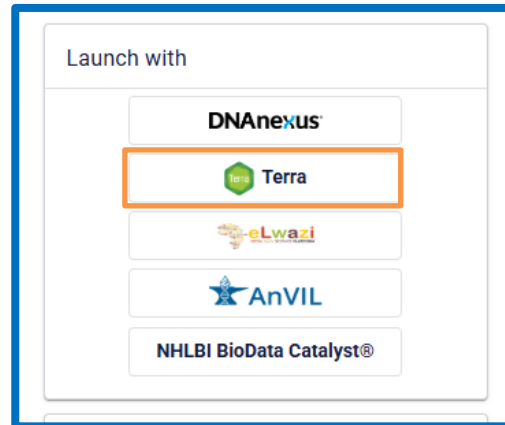 Launch with
DNAnexus
Terra Terra
eLwazi
AnVIL
NHLBI BioData Catalyst®